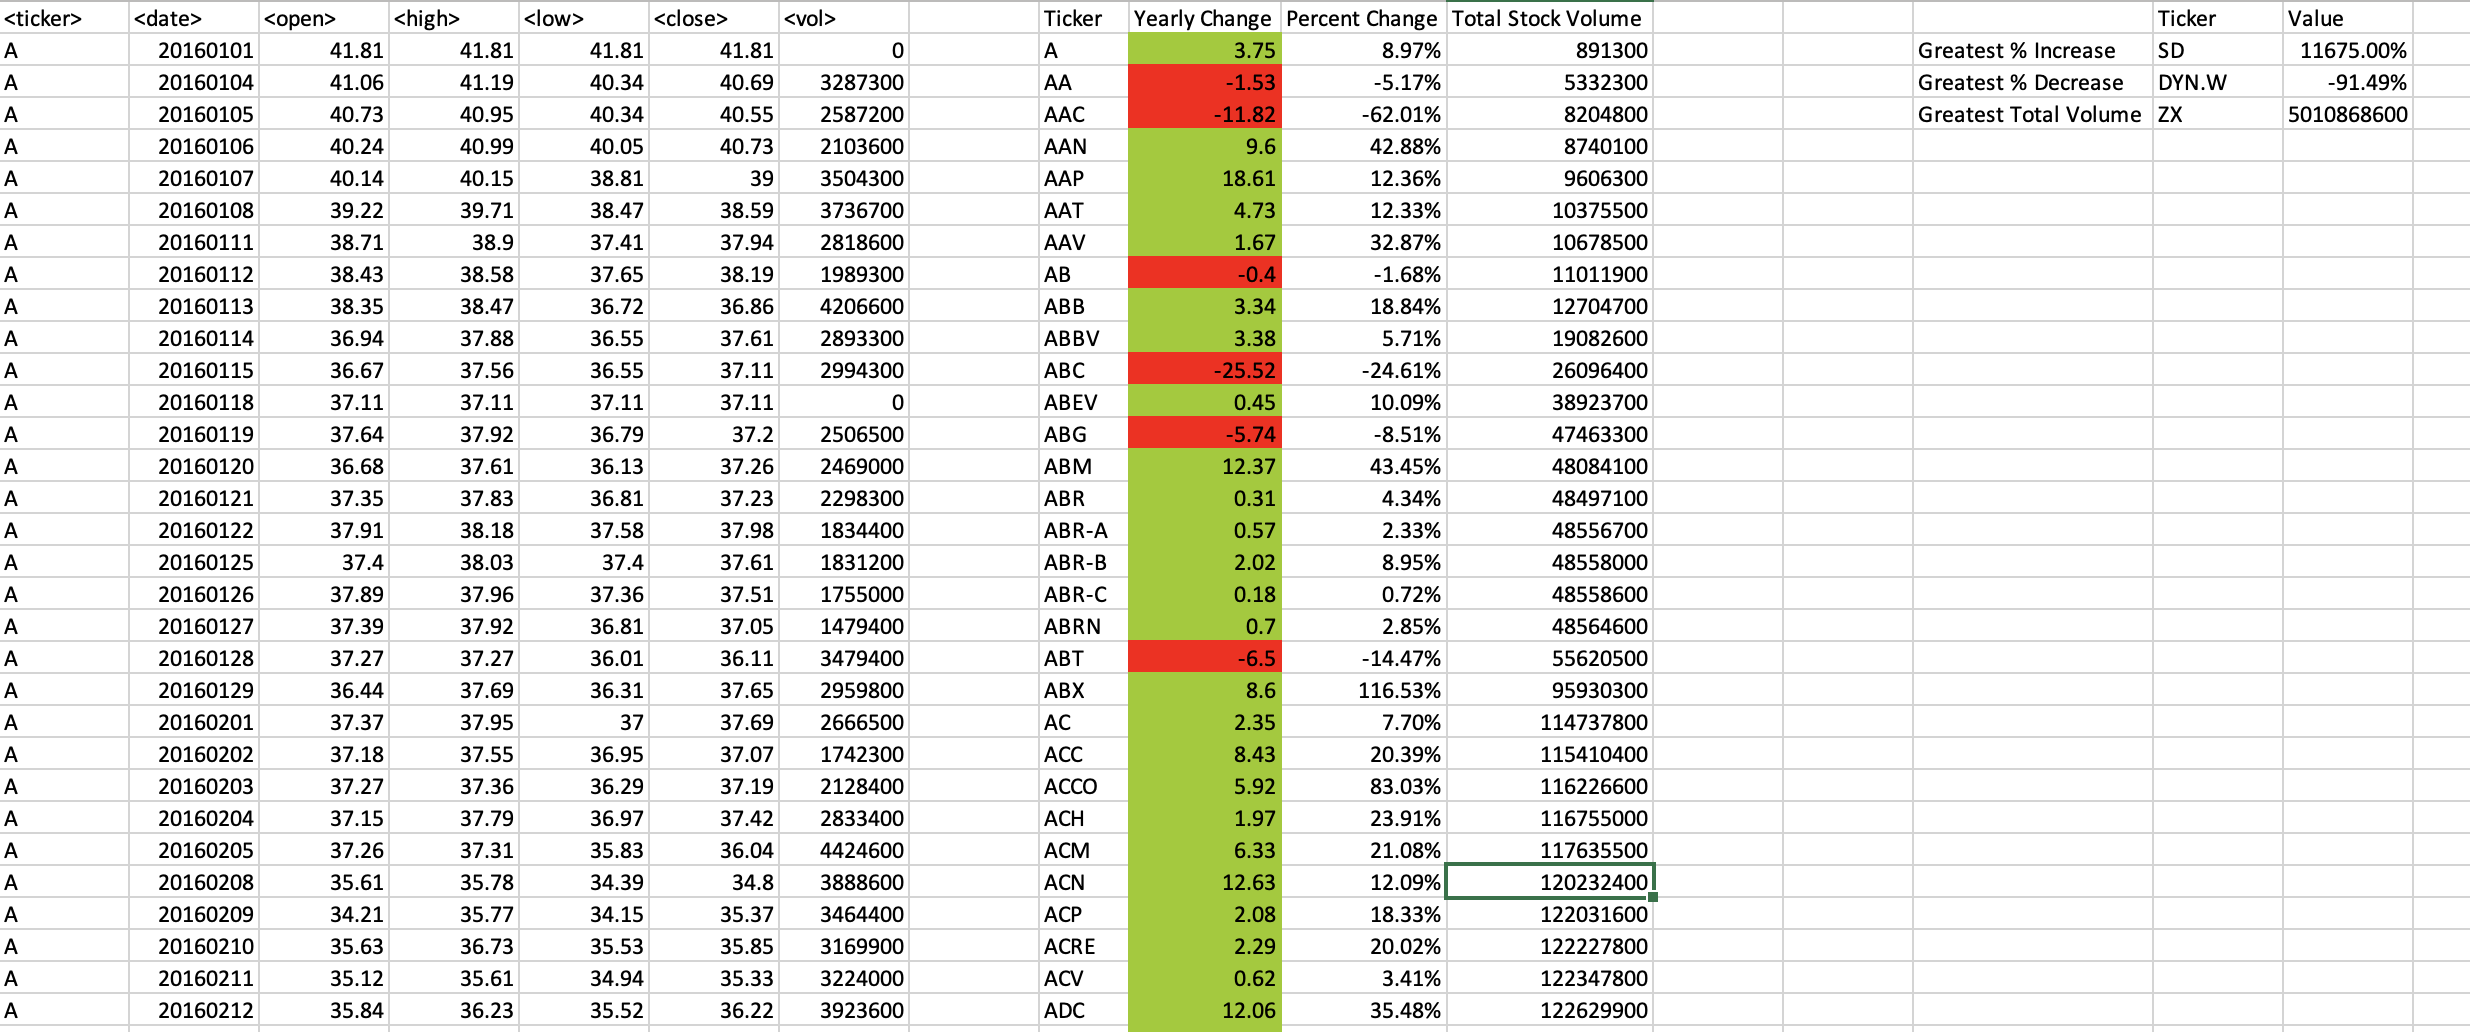 <ticker> <date> <open> <high> <low> <close> <vol> Ticker Yearly Change Percent Change Total Stock Volume Ticker Value
A 20160101 41.81 41.81 41.81 41.81 0 A 3.75 8.97% 891300 Greatest % Increase SD 11675.00%
A 20160104 41.06 41.19 40.34 40.69 3287300 AA -1.53 -5.17% 5332300 Greatest % Decrease DYN.W -91.49%
A 20160105 40.73 40.95 40.34 40.55 2587200 AAC -11.82 -62.01% 8204800 Greatest Total Volume ZX 5010868600
A 20160106 40.24 40.99 40.05 40.73 2103600 AAN 9.6 42.88% 8740100
A 20160107 40.14 40.15 38.81 39 3504300 AAP 18.61 12.36% 9606300
A 20160108 39.22 39.71 38.47 38.59 3736700 AAT 4.73 12.33% 10375500
A 20160111 38.71 38.9 37.41 37.94 2818600 AAV 1.67 32.87% 10678500
A 20160112 38.43 38.58 37.65 38.19 1989300 AB -0.4 -1.68% 11011900
A 20160113 38.35 38.47 36.72 36.86 4206600 ABB 3.34 18.84% 12704700
A 20160114 36.94 37.88 36.55 37.61 2893300 ABBV 3.38 5.71% 19082600
A 20160115 36.67 37.56 36.55 37.11 2994300 ABC -25.52 -24.61% 26096400
A 20160118 37.11 37.11 37.11 37.11 0 ABEV 0.45 10.09% 38923700
A 20160119 37.64 37.92 36.79 37.2 2506500 ABG -5.74 -8.51% 47463300
A 20160120 36.68 37.61 36.13 37.26 2469000 ABM 12.37 43.45% 48084100
A 20160121 37.35 37.83 36.81 37.23 2298300 ABR 0.31 4.34% 48497100
A 20160122 37.91 38.18 37.58 37.98 1834400 ABR-A 0.57 2.33% 48556700
A 20160125 37.4 38.03 37.4 37.61 1831200 ABR-B 2.02 8.95% 48558000
A 20160126 37.89 37.96 37.36 37.51 1755000 ABR-C 0.18 0.72% 48558600
A 20160127 37.39 37.92 36.81 37.05 1479400 ABRN 0.7 2.85% 48564600
A 20160128 37.27 37.27 36.01 36.11 3479400 ABT -6.5 -14.47% 55620500
A 20160129 36.44 37.69 36.31 37.65 2959800 ABX 8.6 116.53% 95930300
A 20160201 37.37 37.95 37 37.69 2666500 AC 2.35 7.70% 114737800
A 20160202 37.18 37.55 36.95 37.07 1742300 ACC 8.43 20.39% 115410400
A 20160203 37.27 37.36 36.29 37.19 2128400 ACCO 5.92 83.03% 116226600
A 20160204 37.15 37.79 36.97 37.42 2833400 ACH 1.97 23.91% 116755000
A 20160205 37.26 37.31 35.83 36.04 4424600 ACM 6.33 21.08% 117635500
A 20160208 35.61 35.78 34.39 34.8 3888600 ACN 12.63 12.09% 120232400
A 20160209 34.21 35.77 34.15 35.37 3464400 ACP 2.08 18.33% 122031600
A 20160210 35.63 36.73 35.53 35.85 3169900 ACRE 2.29 20.02% 122227800
A 20160211 35.12 35.61 34.94 35.33 3224000 ACV 0.62 3.41% 122347800
A 20160212 35.84 36.23 35.52 36.22 3923600 ADC 12.06 35.48% 122629900